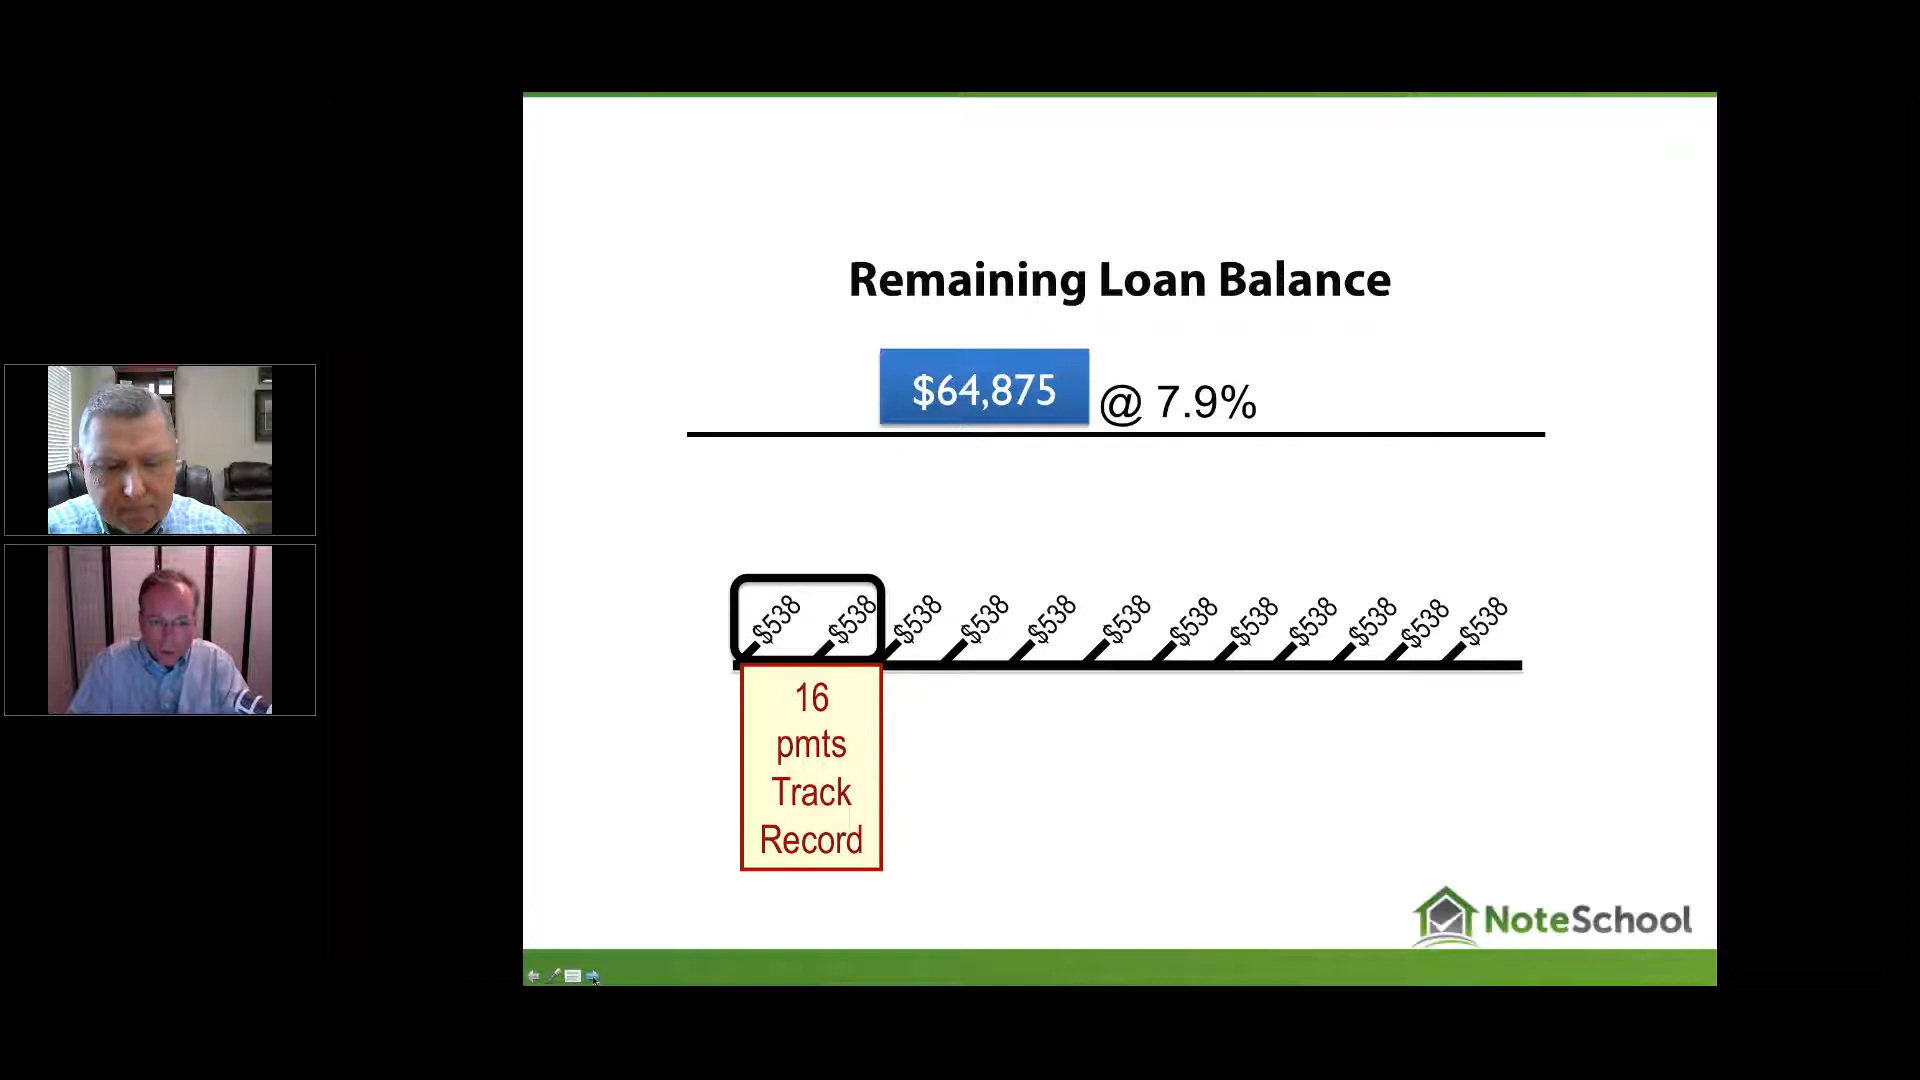 Remaining Loan Balance
$64,875 @ 7.9%
$538 $538 $538 $538 $538 $538 $538 $538 $538 $538 $538 $538
16
pmts
Track
Record
NoteSchool